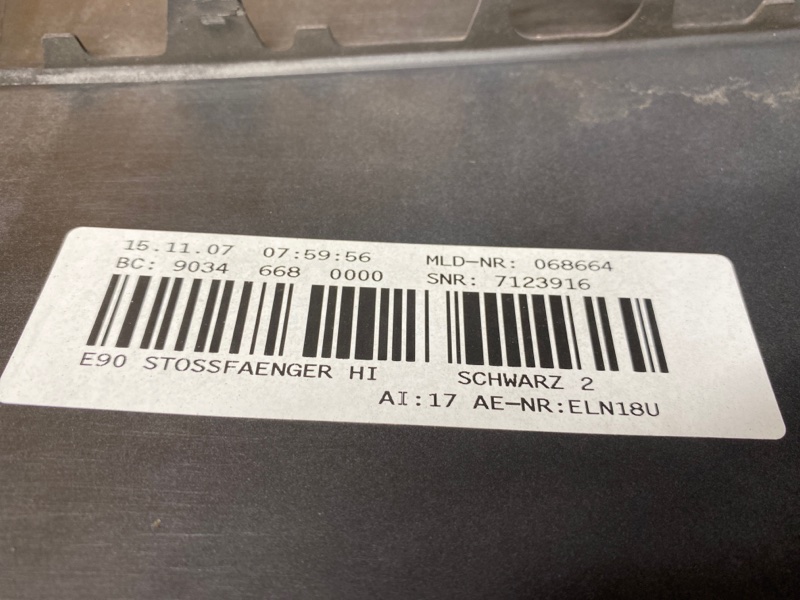 15.11.07 07:59:56 MLD-NR: 068664
BC: 9034 668 0000 SNR: 7123916
E90 STOSSFAENGER HI SCHWARZ 2
AI:17 AE-NR:ELN18U